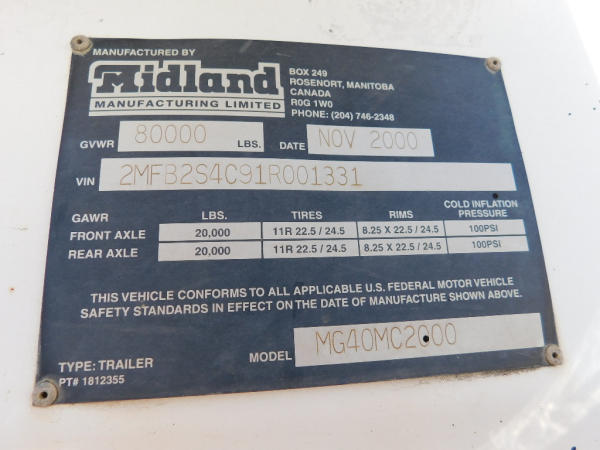 MANUFACTURED BY
Midland
MANUFACTURING LIMITED
BOX 249
ROSENORT, MANITOBA
CANADA
R0G 1W0
PHONE: (204) 746-2348
GVWR 80000 LBS. DATE NOV 2000
VIN 2MFB2S4C91R001331
GAWR LBS. TIRES RIMS COLD INFLATION PRESSURE
FRONT AXLE 20,000 11R 22.5 / 24.5 8.25 X 22.5 / 24.5 100PSI
REAR AXLE 20,000 11R 22.5 / 24.5 8.25 X 22.5 / 24.5 100PSI
THIS VEHICLE CONFORMS TO ALL APPLICABLE U.S. FEDERAL MOTOR VEHICLE
SAFETY STANDARDS IN EFFECT ON THE DATE OF MANUFACTURE SHOWN ABOVE.
MODEL MG40MC2000
TYPE: TRAILER
PT# 1812355